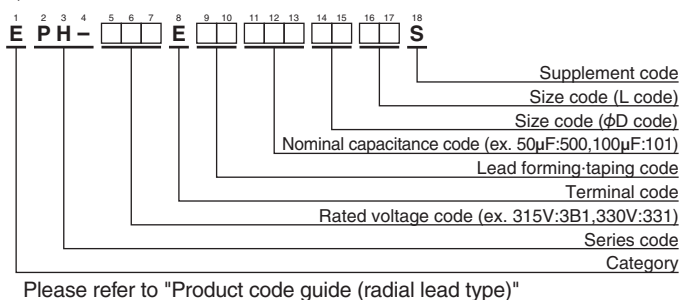 1 2 3 4 5 6 7 8 9 10 11 12 13 14 15 16 17 18
E P H – E S
Supplement code
Size code (L code)
Size code (ϕD code)
Nominal capacitance code (ex. 50µF:500,100µF:101)
Lead forming·taping code
Terminal code
Rated voltage code (ex. 315V:3B1,330V:331)
Series code
Category
Please refer to "Product code guide (radial lead type)"